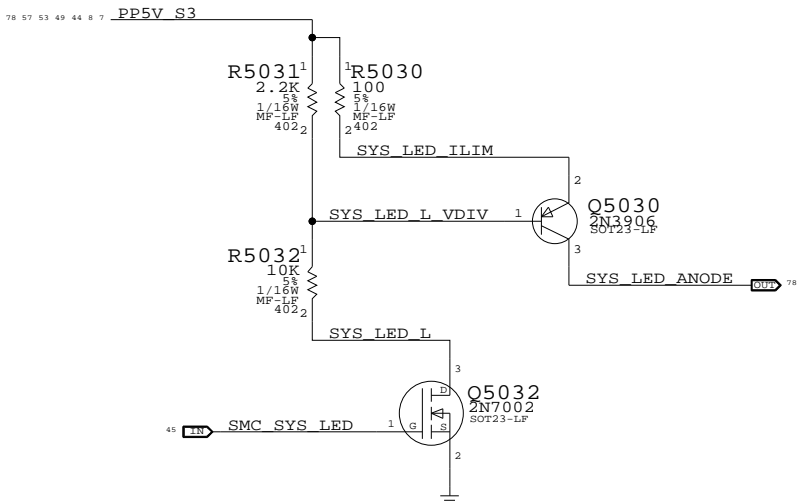 78 57 53 49 44 8 7 PP5V_S3
1 1
R5031 R5030
2.2K 100
5% 5%
1/16W 1/16W
MF-LF MF-LF
402 2 2 402
SYS_LED_ILIM
2
Q5030
2N3906
SOT23-LF
SYS_LED_L_VDIV 1
3
R5032 1
10K
5%
1/16W
MF-LF
402 2
SYS_LED_ANODE OUT 78
SYS_LED_L
3
D
Q5032
2N7002
SOT23-LF
45 IN SMC_SYS_LED 1 G S
2